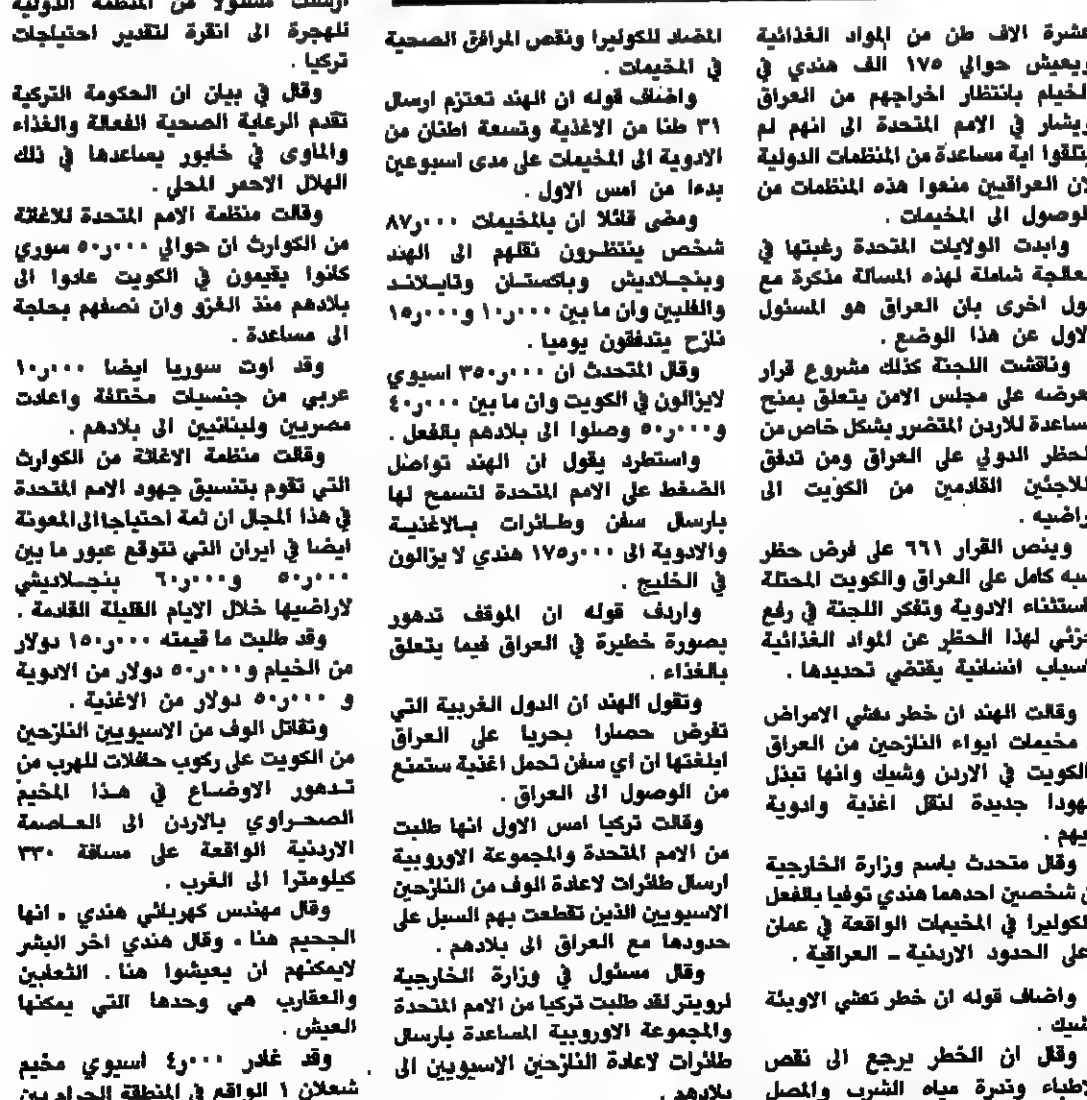 عشرة الاف طن من المواد الغذائية
ويعيش حوالي ١٧٥ الف هندي في
الخيام بانتظار اخراجهم من العراق
ويشار في الامم المتحدة الى انهم لم
يتلقوا اية مساعدة من المنظمات الدولية
لان العراقيين منعوا هذه المنظمات من
الوصول الى المخيمات .
وابدت الولايات المتحدة رغبتها في
معالجة شاملة لهذه المسالة متكرة مع
دول اخرى بان العراق هو المسئول
الاول عن هذا الوضع .
وناقشت اللجنة كذلك مشروع قرار
لعرضه على مجلس الامن يتعلق بمنح
مساعدة للاردن المتضرر بشكل خاص من
الحظر الدولي على العراق ومن تدفق
اللاجئين القادمين من الكويت الى
اراضيه .
وينص القرار ٦٦١ على فرض حظر
شبه كامل على العراق والكويت المحتلة
باستثناء الادوية وتفكر اللجنة في رفع
جزئي لهذا الحظر عن المواد الغذائية
لاسباب انسانية يقتضي تحديدها .
وقالت الهند ان خطر تفشي الامراض
مخيمات ايواء النازحين من العراق
والكويت في الاردن وشيك وانها تبذل
جهودا جديدة لنقل اغذية وادوية
اليهم .
وقال متحدث باسم وزارة الخارجية
ان شخصين احدهما هندي توفيا بالفعل
بالكوليرا في المخيمات الواقعة في عمان
وعلى الحدود الاردنية ــ العراقية .
واضاف قوله ان خطر تفشي الاوبئة
وشيك .
وقال ان الخطر يرجع الى نقص
الاطباء وندرة مياه الشرب والمصل
المضاد للكوليرا ونقص المرافق الصحية
في المخيمات .
واضاف قوله ان الهند تعتزم ارسال
٣١ طنا من الاغذية وتسعة اطنان من
الادوية الى المخيمات على مدى اسبوعين
بدءا من امس الاول .
ومضى قائلا ان بالمخيمات ٨٧٫٠٠٠
شخص ينتظرون نقلهم الى الهند
وبنجلاديش وباكستان وتايلاند
والفلبين وان ما بين ١٠٫٠٠٠ و ١٥٫٠٠٠
نازح يتدفقون يوميا .
وقال المتحدث ان ٣٥٠٫٠٠٠ اسيوي
لايزالون في الكويت وان ما بين ٤٠٫٠٠٠
و ٥٠٫٠٠٠ وصلوا الى بلادهم بالفعل .
واستطرد يقول ان الهند تواصل
الضغط على الامم المتحدة لتسمح لها
بارسال سفن وطائرات بالاغذية
والادوية الى ١٧٥٫٠٠٠ هندي لا يزالون
في الخليج .
واردف قوله ان الموقف تدهور
بصورة خطيرة في العراق فيما يتعلق
بالغذاء .
وتقول الهند ان الدول الغربية التي
تفرض حصارا بحريا على العراق
ابلغتها ان اي سفن تحمل اغذية ستمنع
من الوصول الى العراق .
وقالت تركيا امس الاول انها طلبت
من الامم المتحدة والمجموعة الاوروبية
ارسال طائرات لاعادة الوف من النازحين
الاسيويين الذين تقطعت بهم السبل على
حدودها مع العراق الى بلادهم .
وقال مسئول في وزارة الخارجية
لرويتر لقد طلبت تركيا من الامم المتحدة
والمجموعة الاوروبية المساعدة بارسال
طائرات لاعادة النازحين الاسيويين الى
بلادهم .
ارسلت مسئولا من المنظمة الدولية
للهجرة الى انقرة لتقدير احتياجات
تركيا .
وقال في بيان ان الحكومة التركية
تقدم الرعاية الصحية الفعالة والغذاء
والماوى في خابور يساعدها في ذلك
الهلال الاحمر المحلي .
وقالت منظمة الامم المتحدة للاغاثة
من الكوارث ان حوالي ٥٠٫٠٠٠ سوري
كانوا يقيمون في الكويت عادوا الى
بلادهم منذ الغزو وان نصفهم بحاجة
الى مساعدة .
وقد اوت سوريا ايضا ١٠٫٠٠٠
عربي من جنسيات مختلفة واعادت
مصريين ولبنانيين الى بلادهم .
وقالت منظمة الاغاثة من الكوارث
التي تقوم بتنسيق جهود الامم المتحدة
في هذا المجال ان ثمة احتياجا الى المعونة
ايضا في ايران التي تتوقع عبور ما بين
٥٠٫٠٠٠ و ٦٠٫٠٠٠ بنجلاديشي
لاراضيها خلال الايام القليلة القادمة .
وقد طلبت ما قيمته ١٥٠٫٠٠٠ دولار
من الخيام و ٥٠٫٠٠٠ دولار من الادوية
و ٥٠٫٠٠٠ دولار من الاغذية .
وتقاتل الوف من الاسيويين النازحين
من الكويت على ركوب حافلات للهرب من
تدهور الاوضاع في هذا المخيم
الصحراوي بالاردن الى العاصمة
الاردنية الواقعة على مسافة ٣٣٠
كيلومترا الى الغرب .
وقال مهندس كهربائي هندي ، انها
الجحيم هنا ، وقال هندي اخر البشر
لايمكنهم ان يعيشوا هنا . الثعابين
والعقارب هي وحدها التي يمكنها
العيش .
وقد غادر ٤٫٠٠٠ اسيوي مخيم
شعلان ١ الواقع في المنطقة الحرام بين